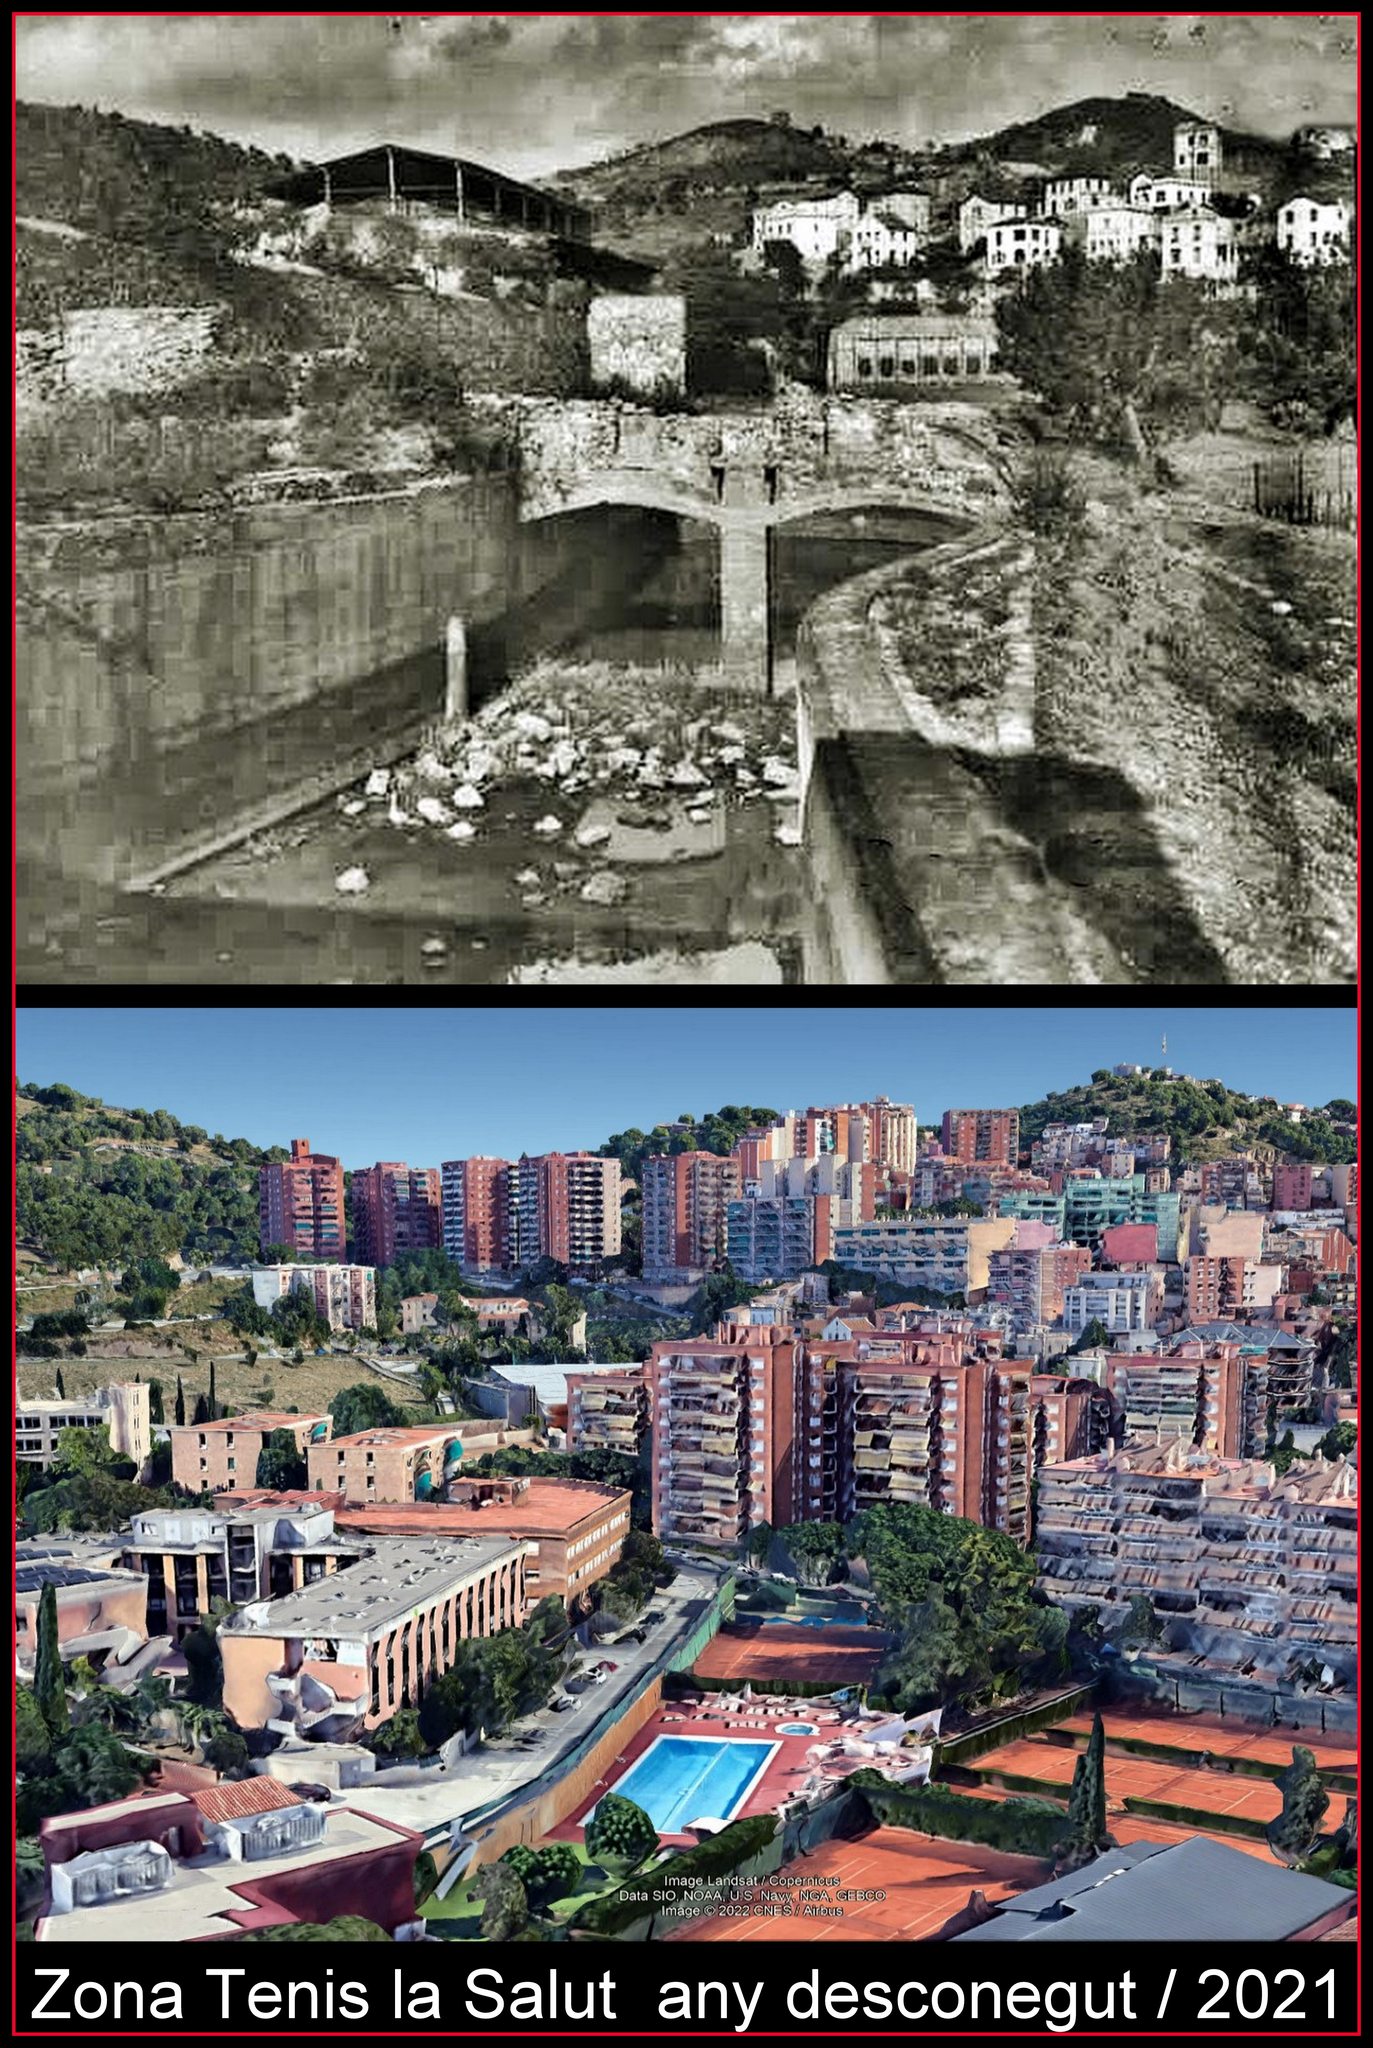 Image Landsat / Copernicus
Data SIO, NOAA, U.S. Navy, NGA, GEBCO
Image © 2022 CNES / Airbus
Zona Tenis la Salut any desconegut / 2021